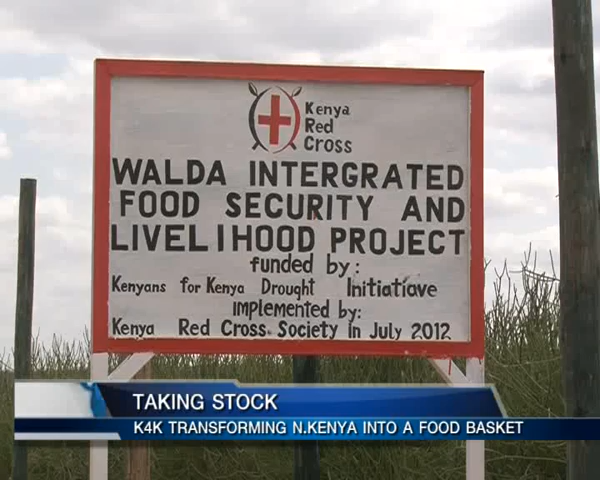 Kenya
Red
Cross
WALDA INTERGRATED
FOOD SECURITY AND
LIVELIHOOD PROJECT
funded by:
Kenyans for Kenya Drought Initiatiave
implemented by:
Kenya Red Cross Society in July 2012
TAKING STOCK
K4K TRANSFORMING N.KENYA INTO A FOOD BASKET